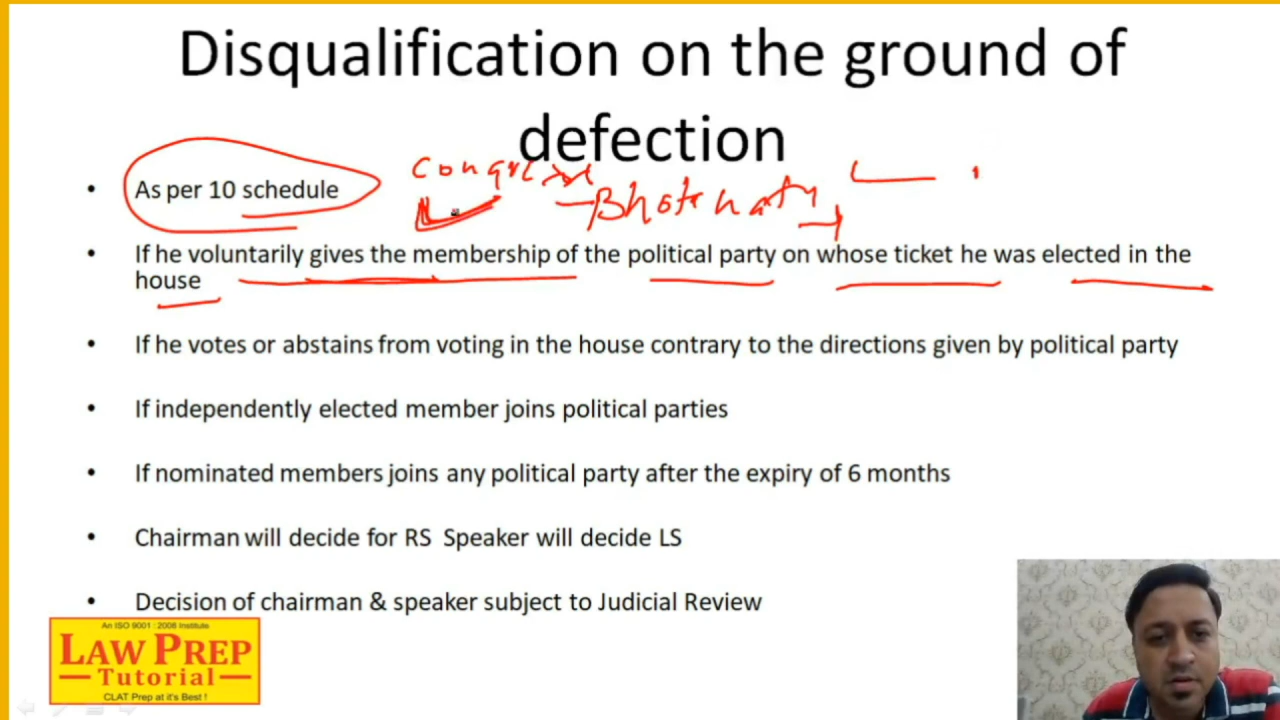 Disqualification on the ground of
defection
• As per 10 schedule
• If he voluntarily gives the membership of the political party on whose ticket he was elected in the
house
• If he votes or abstains from voting in the house contrary to the directions given by political party
• If independently elected member joins political parties
• If nominated members joins any political party after the expiry of 6 months
• Chairman will decide for RS Speaker will decide LS
• Decision of chairman & speaker subject to Judicial Review
An ISO 9001 : 2008 Institute
LAW PREP
Tutorial
CLAT Prep at it's Best !